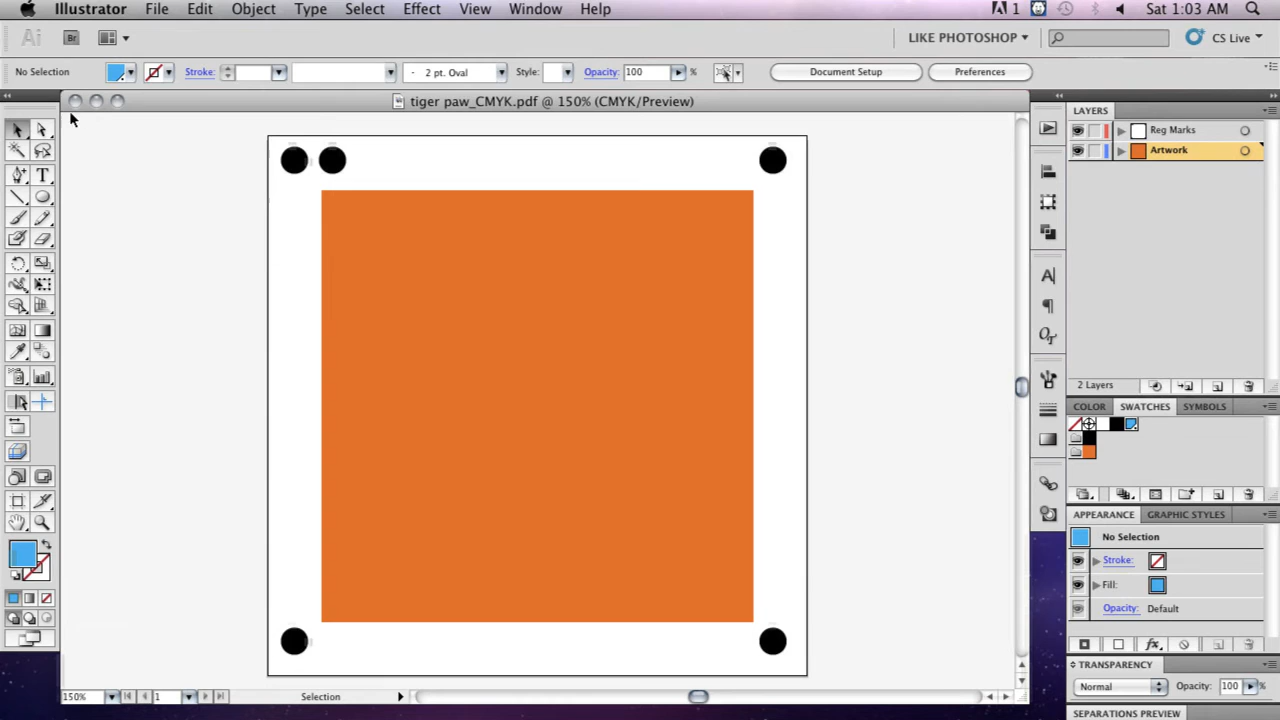 Illustrator File Edit Object Type Select Effect View Window Help
1 Sat 1:03 AM
Ai Br LIKE PHOTOSHOP CS Live
No Selection Stroke: 2 pt. Oval Style: Opacity: 100 % Document Setup Preferences
tiger paw_CMYK.pdf @ 150% (CMYK/Preview)
LAYERS
Reg Marks
Artwork
2 Layers
COLOR SWATCHES SYMBOLS
APPEARANCE GRAPHIC STYLES
No Selection
Stroke:
Fill:
Opacity: Default
TRANSPARENCY
Normal Opacity: 100
SEPARATIONS PREVIEW
150% 1 Selection